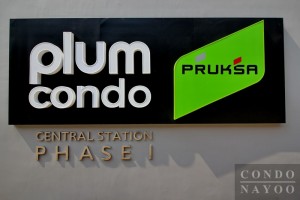 plum
condo
PRUKSA
CENTRAL STATION
PHASE I
CONDO
NAYOO